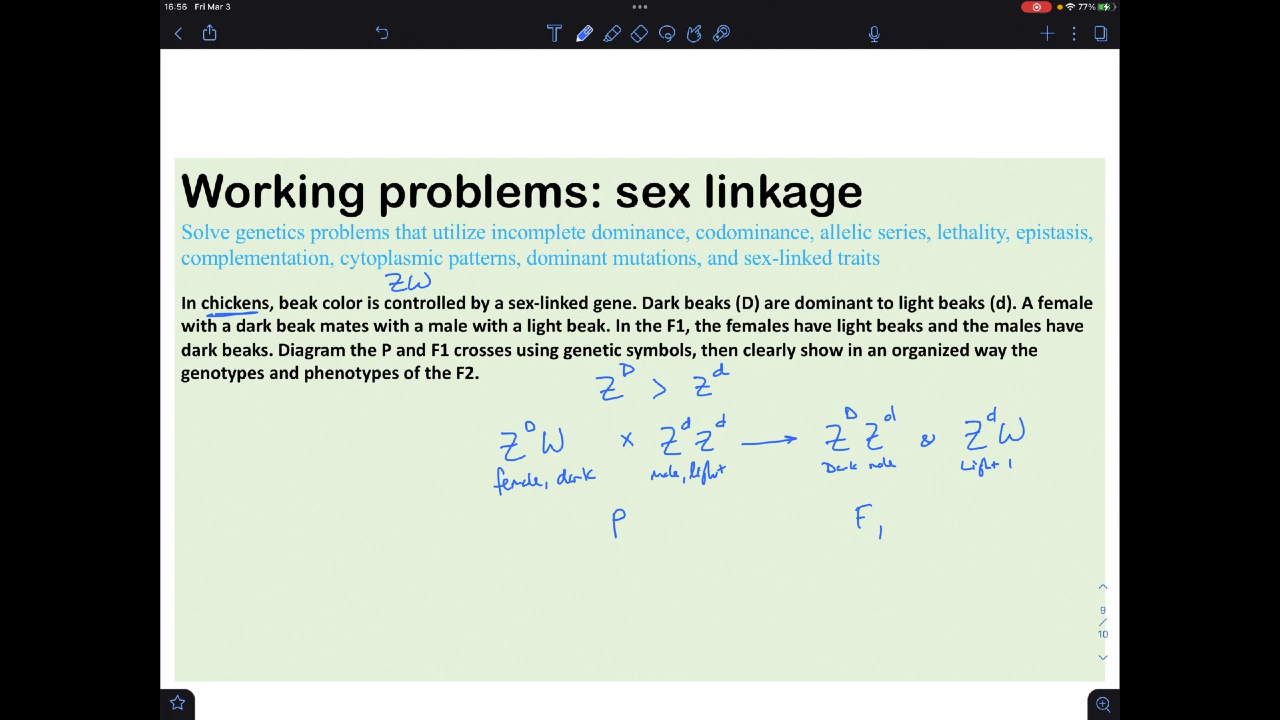 16:56 Fri Mar 3
77%
T
Working problems: sex linkage
Solve genetics problems that utilize incomplete dominance, codominance, allelic series, lethality, epistasis,
complementation, cytoplasmic patterns, dominant mutations, and sex-linked traits
ZW
In chickens, beak color is controlled by a sex-linked gene. Dark beaks (D) are dominant to light beaks (d). A female
with a dark beak mates with a male with a light beak. In the F1, the females have light beaks and the males have
dark beaks. Diagram the P and F1 crosses using genetic symbols, then clearly show in an organized way the
genotypes and phenotypes of the F2.
Z^D > Z^d
Z^D W × Z^d Z^d → Z^D Z^d & Z^d W
female, dark male, light Dark male Light
P F1
9
/
10